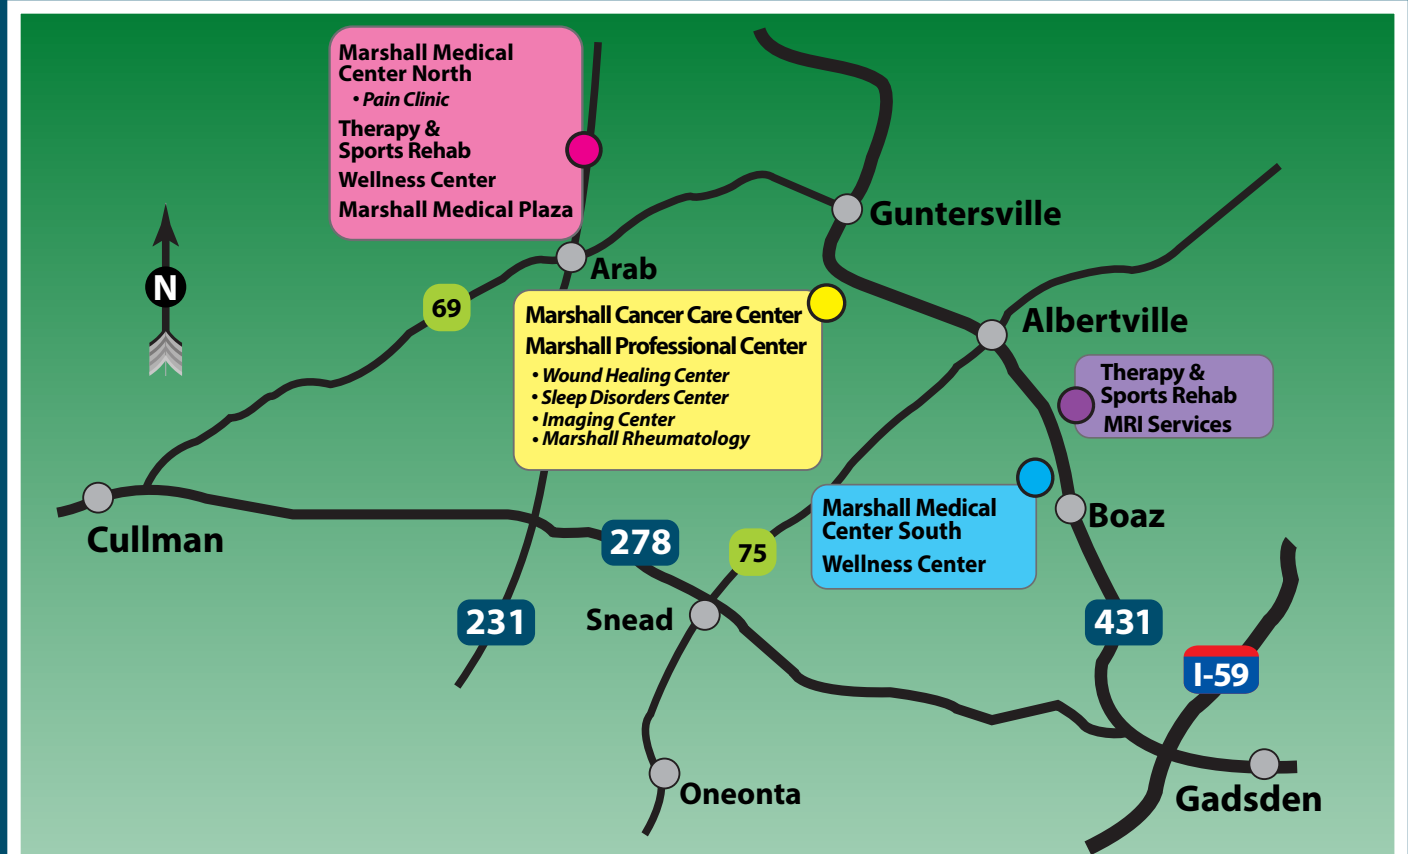 Marshall Medical
Center North
• Pain Clinic
Therapy &
Sports Rehab
Wellness Center
Marshall Medical Plaza
Guntersville
Arab
N
69
Marshall Cancer Care Center
Marshall Professional Center
• Wound Healing Center
• Sleep Disorders Center
• Imaging Center
• Marshall Rheumatology
Albertville
Therapy &
Sports Rehab
MRI Services
Marshall Medical
Center South
Wellness Center
Boaz
Cullman
278
75
231
Snead
431
I-59
Oneonta
Gadsden